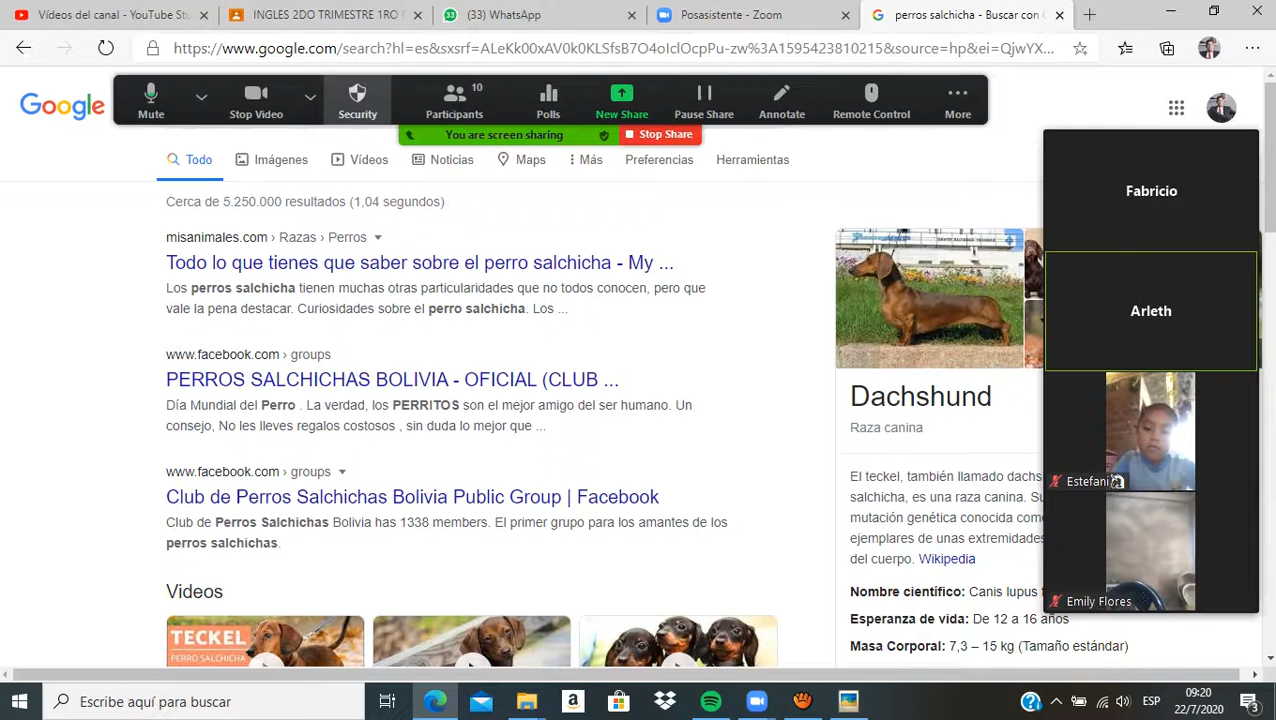 Vídeos del canal - YouTube Stu
INGLES 2DO TRIMESTRE 1RO
(33) WhatsApp
Posasistente - Zoom
perros salchicha - Buscar con G
https://www.google.com/search?hl=es&sxsrf=ALeKk00xAV0k0KLSfsB7O4oIclOcpPu-zw%3A1595423810215&source=hp&ei=QjwYX...
Google
Mute
Stop Video
Security
Participants
10
Polls
New Share
Pause Share
Annotate
Remote Control
More
You are screen sharing
Stop Share
Todo
Imágenes
Vídeos
Noticias
Maps
Más
Preferencias
Herramientas
Cerca de 5.250.000 resultados (1,04 segundos)
misanimales.com › Razas › Perros
Todo lo que tienes que saber sobre el perro salchicha - My ...
Los perros salchicha tienen muchas otras particularidades que no todos conocen, pero que
vale la pena destacar. Curiosidades sobre el perro salchicha. Los ...
www.facebook.com › groups
PERROS SALCHICHAS BOLIVIA - OFICIAL (CLUB ...
Día Mundial del Perro . La verdad, los PERRITOS son el mejor amigo del ser humano. Un
consejo, No les lleves regalos costosos , sin duda lo mejor que ...
www.facebook.com › groups
Club de Perros Salchichas Bolivia Public Group | Facebook
Club de Perros Salchichas Bolivia has 1338 members. El primer grupo para los amantes de los
perros salchichas.
Videos
TECKEL
PERRO SALCHICHA
Dachshund
Raza canina
El teckel, también llamado dachs
salchicha, es una raza canina. Su
mutación genética conocida como
ejemplares de unas extremidades
del cuerpo. Wikipedia
Nombre científico: Canis lupus f
Esperanza de vida: De 12 a 16 años
Masa Corporal: 7,3 – 15 kg (Tamaño estándar)
Fabricio
Arleth
Estefani
Emily Flores
Escribe aquí para buscar
ESP
09:20
22/7/2020
3